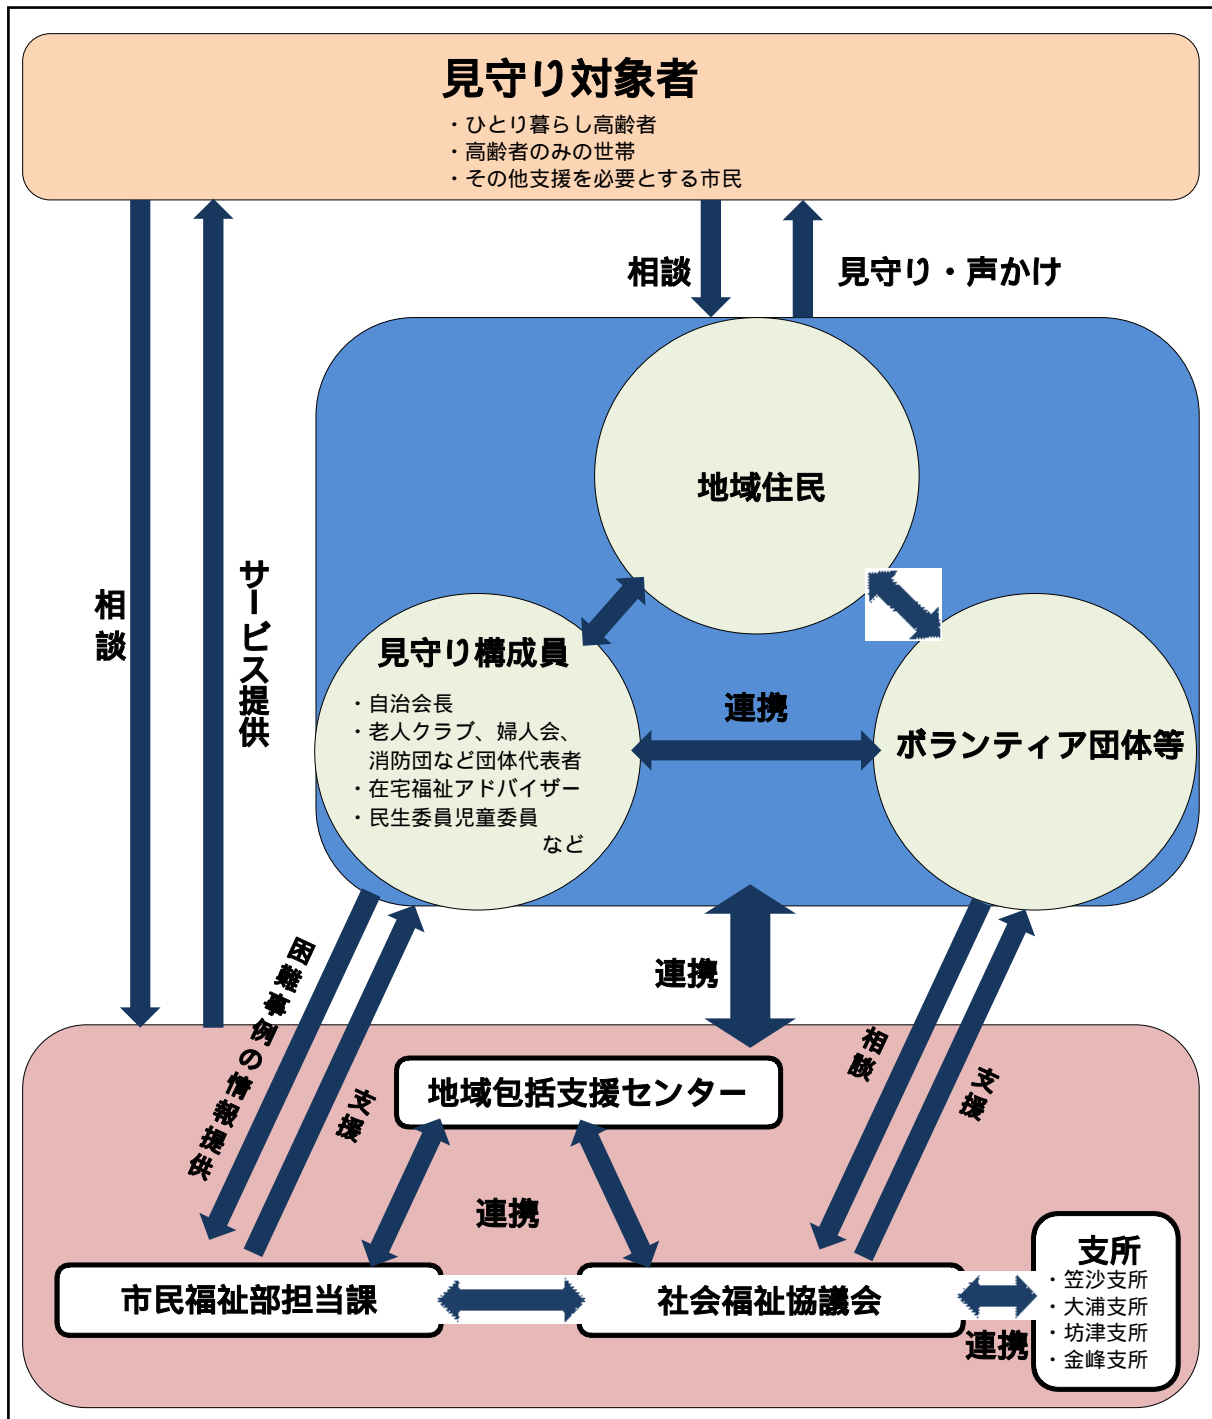 見守り対象者
・ひとり暮らし高齢者
・高齢者のみの世帯
・その他支援を必要とする市民
相談
見守り・声かけ
地域住民
相談
サービス提供
見守り構成員
・自治会長
・老人クラブ、婦人会、
消防団など団体代表者
・在宅福祉アドバイザー
・民生委員児童委員
など
連携
ボランティア団体等
困難事例の情報提供
支援
連携
相談
支援
地域包括支援センター
連携
市民福祉部担当課
社会福祉協議会
連携
支所
・笠沙支所
・大浦支所
・坊津支所
・金峰支所